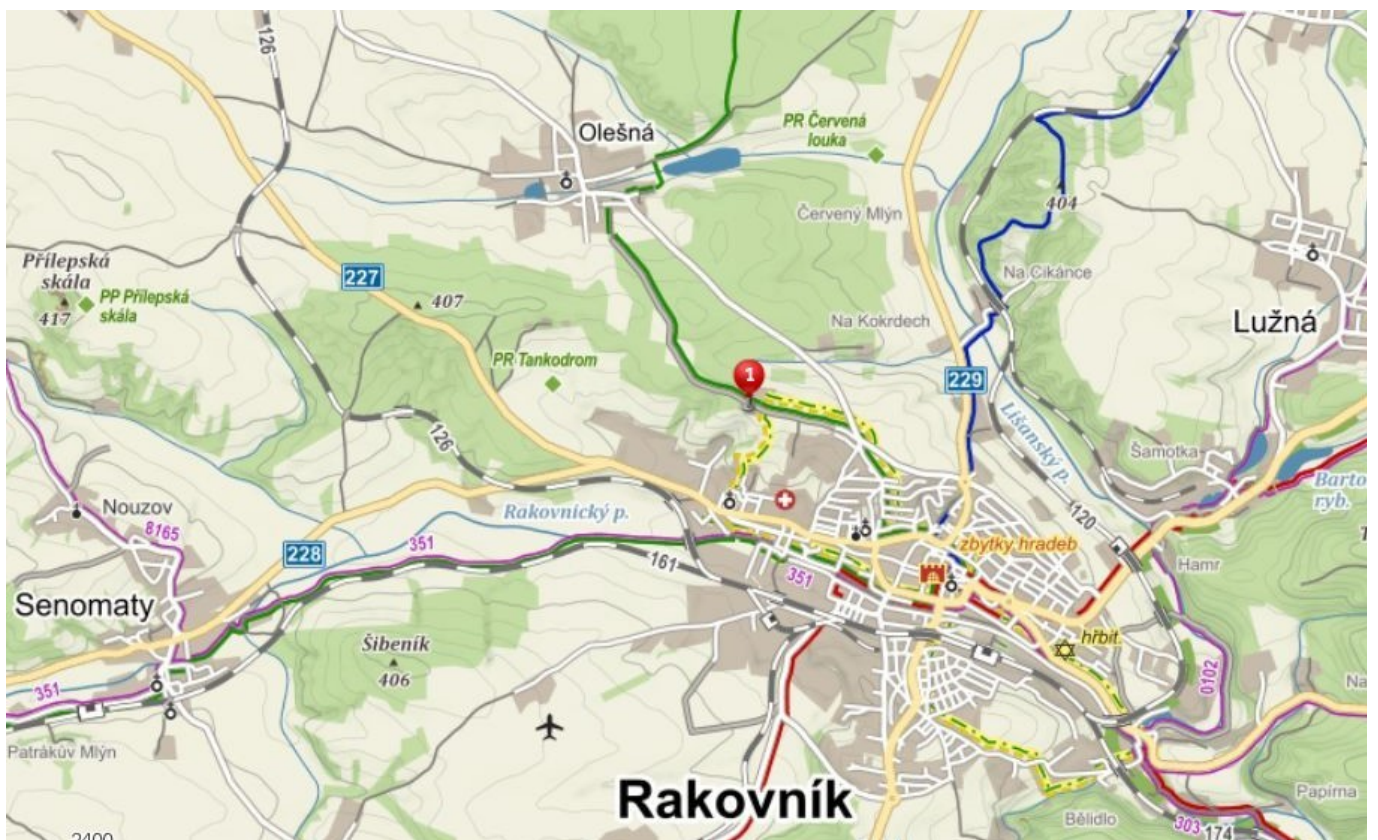 126
Olešná
PR Červená
louka
404
Červený Mlýn
Přílepská
skála
417
PP Přílepská
skála
227
407
Na Cikánce
Na Kokrdech
Lužná
PR Tankodrom
1
229
Lišanský p.
126
Šamotka
Barto
ryb.
Nouzov
8165
Rakovnický p.
120
228
351
161
zbytky hradeb
351
Hamr
Senomaty
Šibeník
406
hřbit.
0102
Na
351
Patrákův Mlýn
Rakovník
Papírna
Bělidlo
303
174